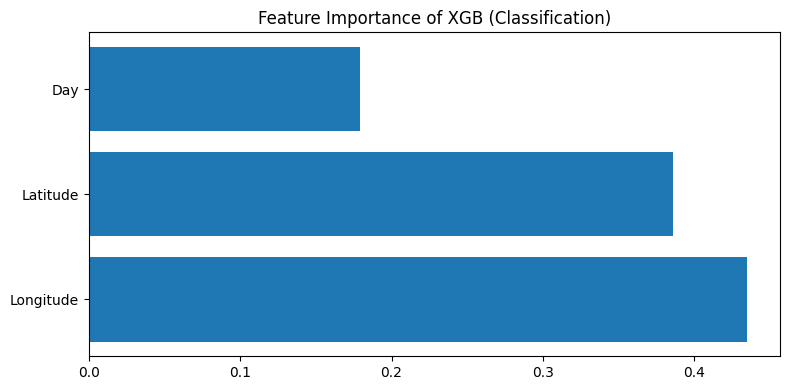 Feature Importance of XGB (Classification)
Day
Latitude
Longitude
0.0 0.1 0.2 0.3 0.4